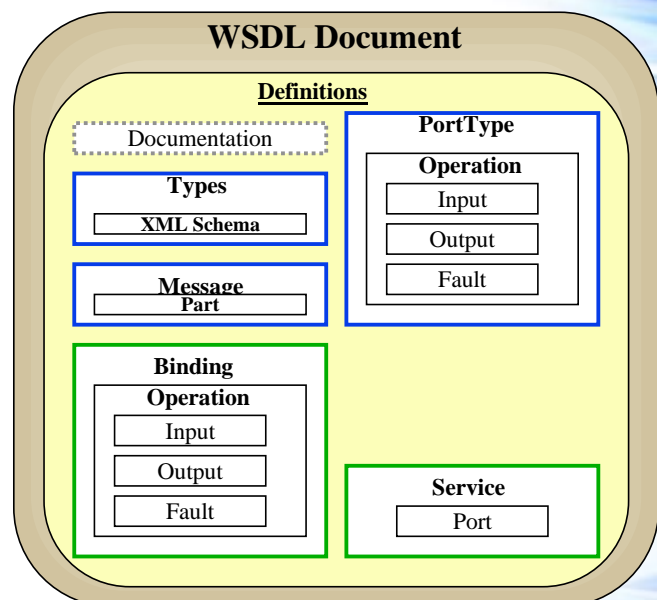 WSDL Document
Definitions
Documentation
Types
XML Schema
Message
Part
PortType
Operation
Input
Output
Fault
Binding
Operation
Input
Output
Fault
Service
Port